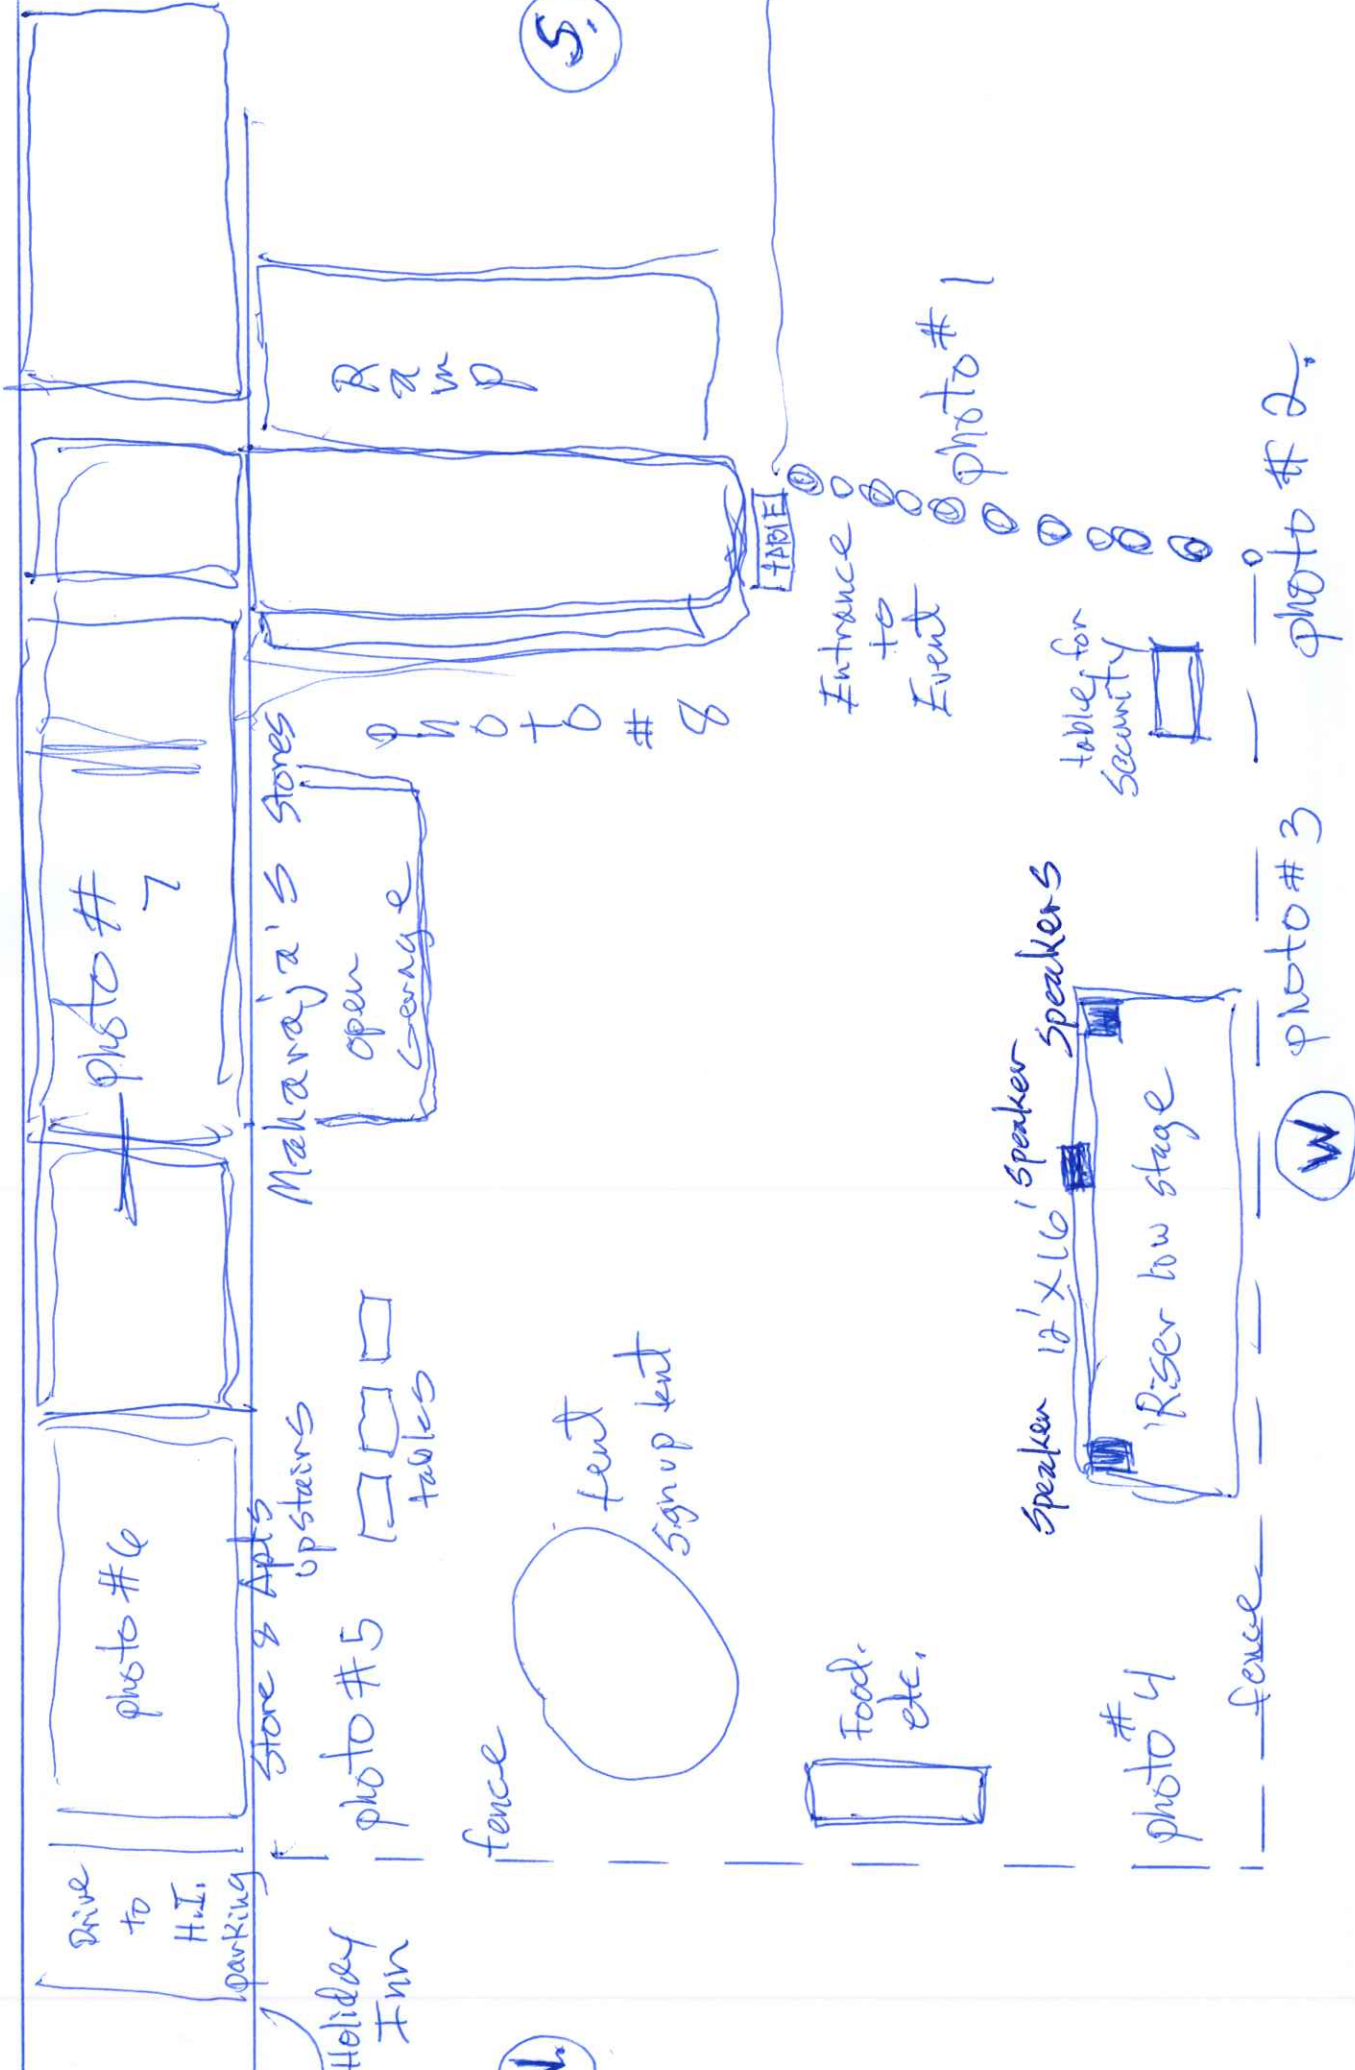 Drive
to
H.I.
parking
photo #6
photo #
7
Holiday
Inn
Store & Apts
upstairs
Maharaja's Stores
photo #5
tables
open
Garage
photo # 8
Ramp
fence
tent
sign up tent
TABLE
S.
Food.
etc.
Entrance
to
Event
photo # 1
Speaker 12' X 16' Speaker Speakers
table for
security
photo #4
Riser low stage
fence
W
photo #3
photo # 2.